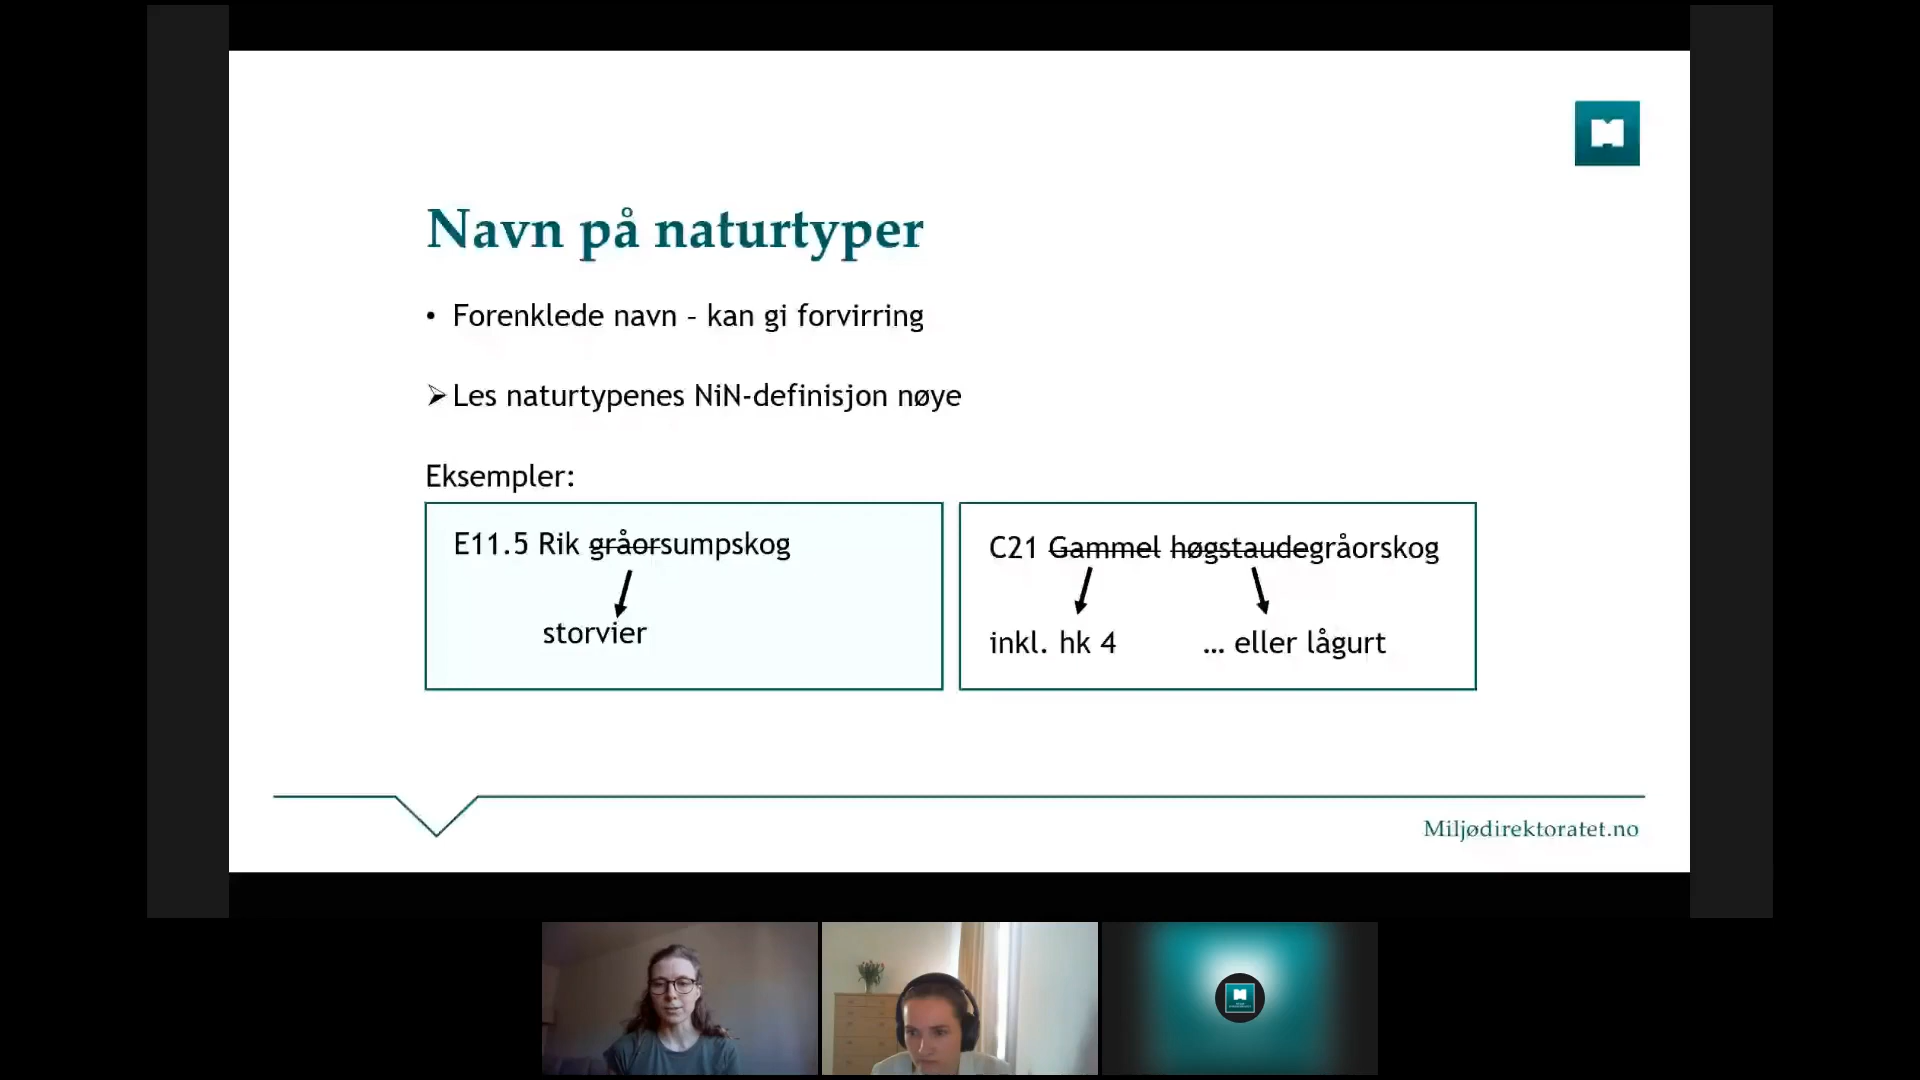 Navn på naturtyper
• Forenklede navn – kan gi forvirring
➢ Les naturtypenes NiN-definisjon nøye
Eksempler:
E11.5 Rik gråorsumpskog
storvier
C21 Gammel høgstaudegråorskog
inkl. hk 4 ... eller lågurt
Miljødirektoratet.no